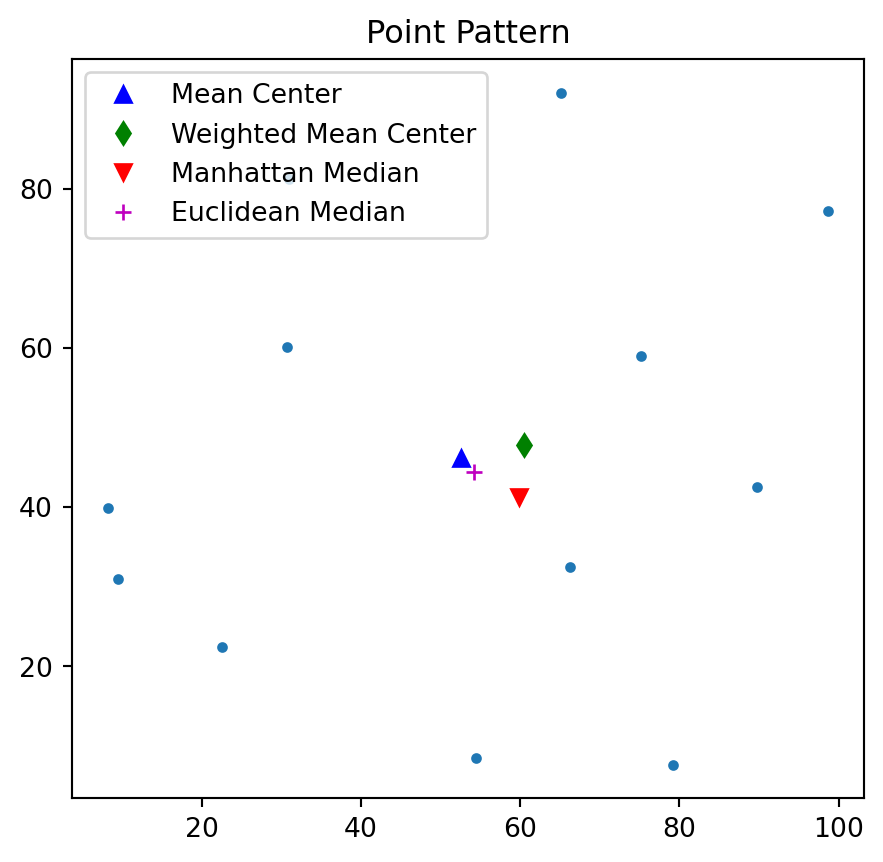 Point Pattern
Mean Center
Weighted Mean Center
Manhattan Median
Euclidean Median
80
60
40
20
20 40 60 80 100